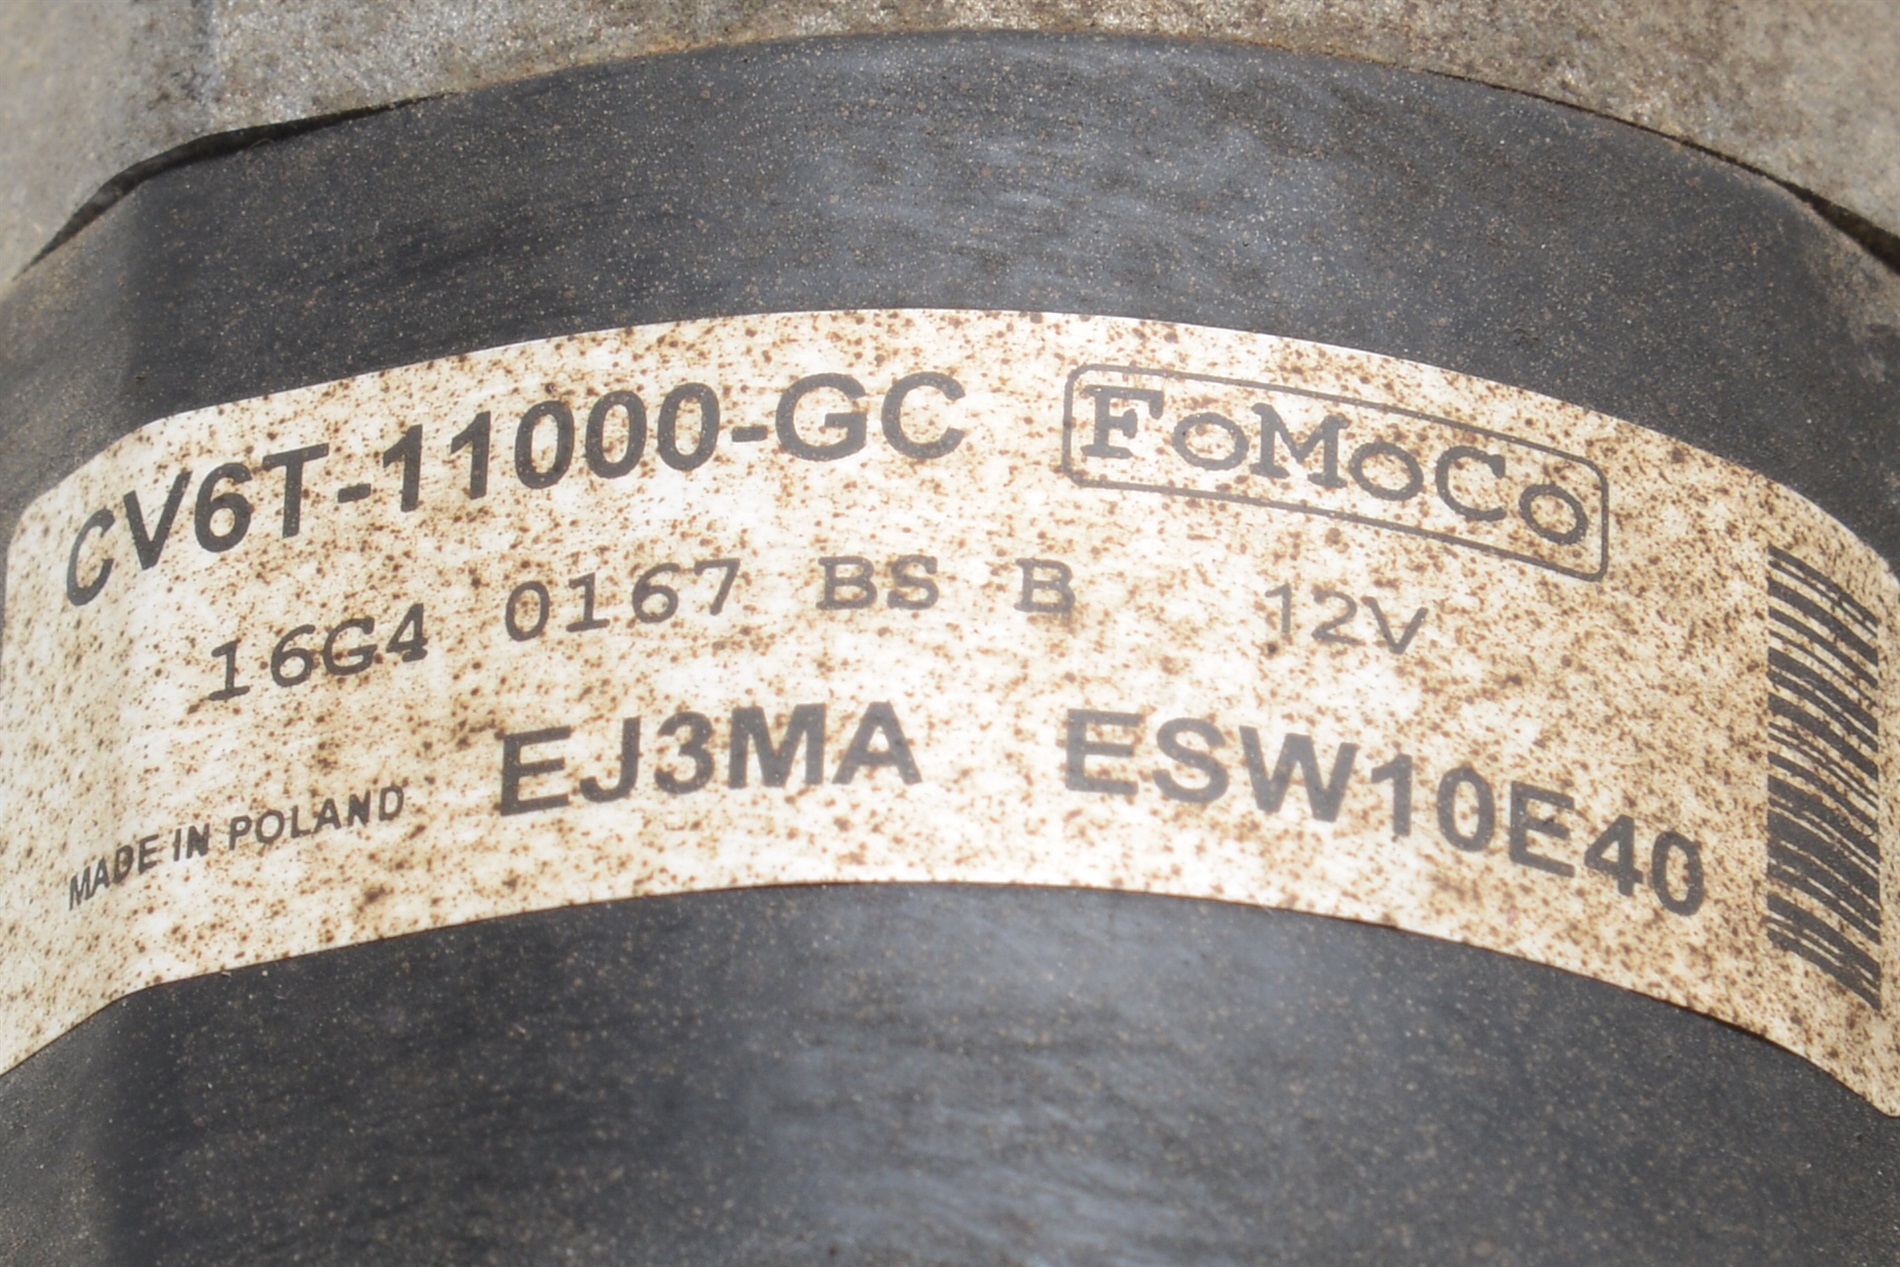 CV6T-11000-GC FoMoCo
16G4 0167 BS B 12V
MADE IN POLAND EJ3MA ESW10E40